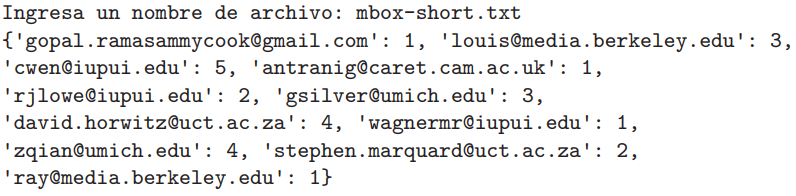 Ingresa un nombre de archivo: mbox-short.txt
{'gopal.ramasammycook@gmail.com': 1, 'louis@media.berkeley.edu': 3,
'cwen@iupui.edu': 5, 'antranig@caret.cam.ac.uk': 1,
'rjlowe@iupui.edu': 2, 'gsilver@umich.edu': 3,
'david.horwitz@uct.ac.za': 4, 'wagnermr@iupui.edu': 1,
'zqian@umich.edu': 4, 'stephen.marquard@uct.ac.za': 2,
'ray@media.berkeley.edu': 1}